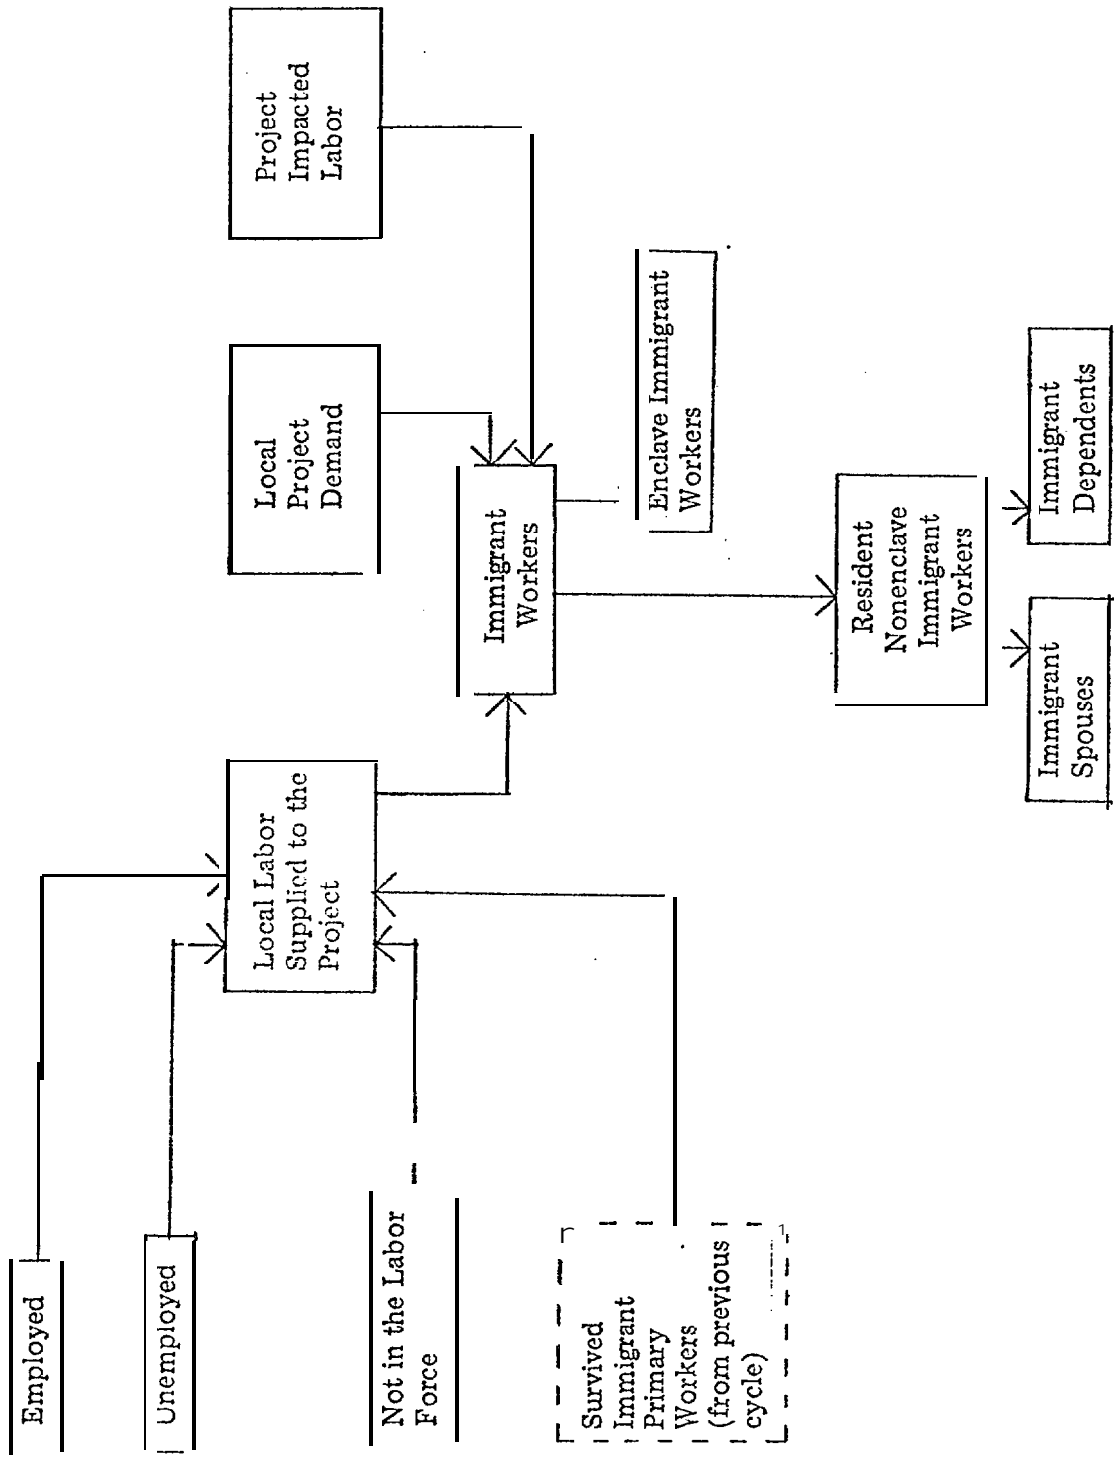 Employed
Unemployed
Not in the Labor
Force
Survived
Immigrant
Primary
Workers
(from previous
cycle)
Local Labor
Supplied to the
Project
Local
Project
Demand
Project
Impacted
Labor
Immigrant
Workers
Enclave Immigrant
Workers
Resident
Nonenclave
Immigrant
Workers
Immigrant
Spouses
Immigrant
Dependents